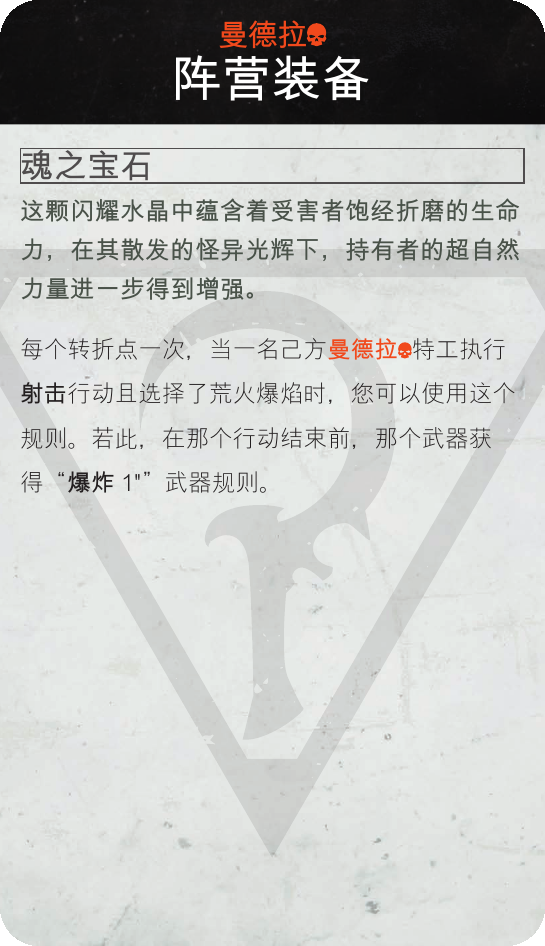 曼德拉
阵营装备
魂之宝石
这颗闪耀水晶中蕴含着受害者饱经折磨的生命
力，在其散发的怪异光辉下，持有者的超自然
力量进一步得到增强。
每个转折点一次，当一名己方曼德拉特工执行
射击行动且选择了荒火爆焰时，您可以使用这个
规则。若此，在那个行动结束前，那个武器获
得“爆炸 1"”武器规则。